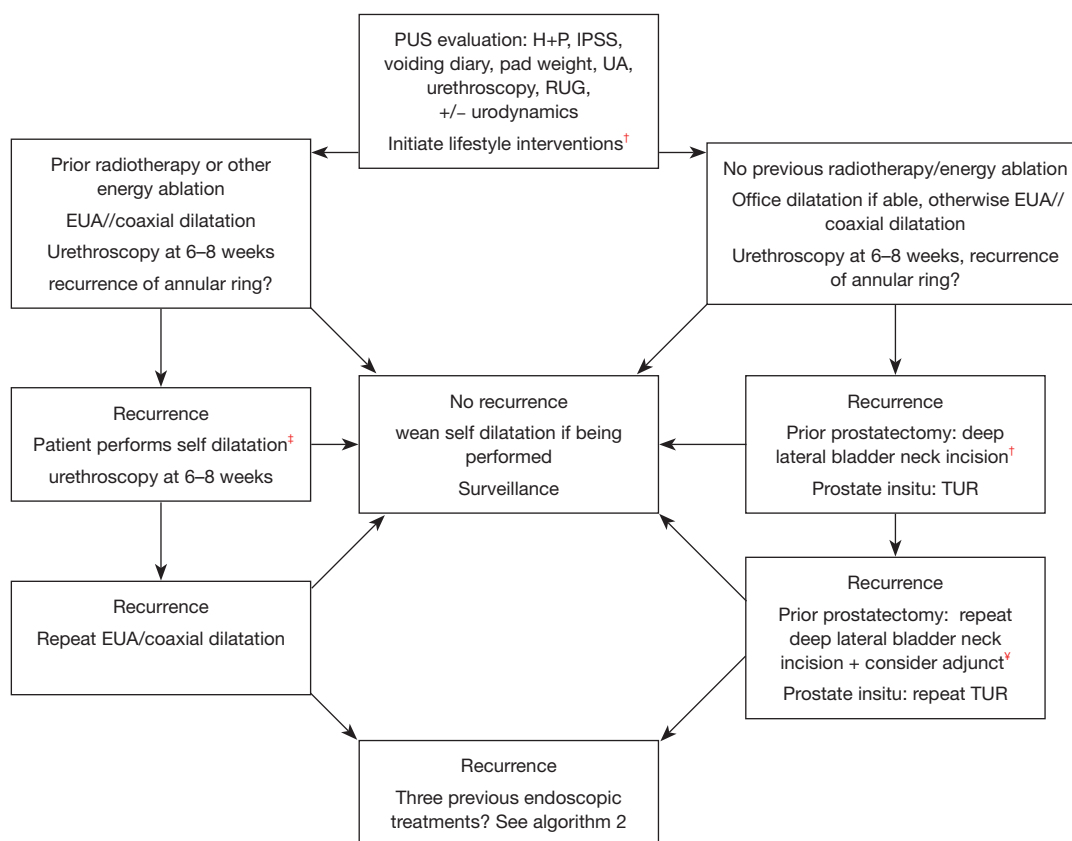 PUS evaluation: H+P, IPSS,
voiding diary, pad weight, UA,
urethroscopy, RUG,
+/− urodynamics
Initiate lifestyle interventions†
Prior radiotherapy or other
energy ablation
EUA//coaxial dilatation
Urethroscopy at 6–8 weeks
recurrence of annular ring?
No previous radiotherapy/energy ablation
Office dilatation if able, otherwise EUA//
coaxial dilatation
Urethroscopy at 6–8 weeks, recurrence
of annular ring?
Recurrence
Patient performs self dilatation‡
urethroscopy at 6–8 weeks
No recurrence
wean self dilatation if being
performed
Surveillance
Recurrence
Prior prostatectomy: deep
lateral bladder neck incision†
Prostate insitu: TUR
Recurrence
Repeat EUA/coaxial dilatation
Recurrence
Prior prostatectomy: repeat
deep lateral bladder neck
incision + consider adjunct¥
Prostate insitu: repeat TUR
Recurrence
Three previous endoscopic
treatments? See algorithm 2